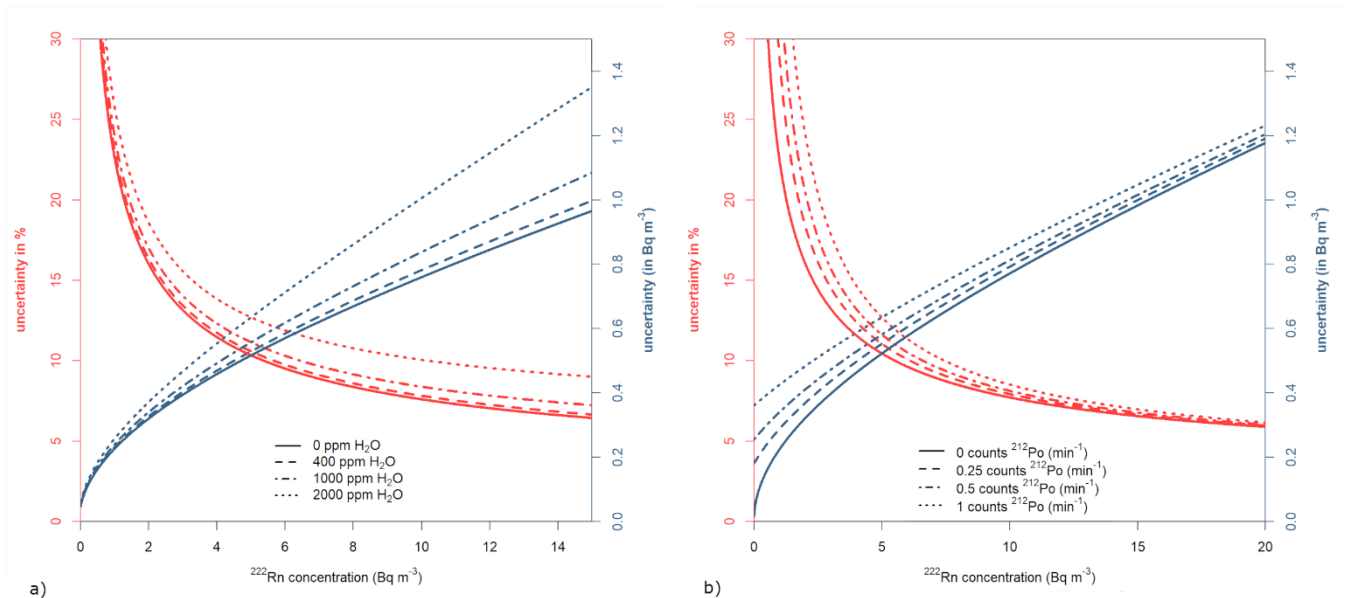 uncertainty in %
0 5 10 15 20 25 30
0 ppm H₂O
400 ppm H₂O
1000 ppm H₂O
2000 ppm H₂O
0 2 4 6 8 10 12 14
²²²Rn concentration (Bq m⁻³)
0.0 0.2 0.4 0.6 0.8 1.0 1.2 1.4
uncertainty (in Bq m⁻³)
a)
uncertainty in %
0 5 10 15 20 25 30
0 counts ²¹²Po (min⁻¹)
0.25 counts ²¹²Po (min⁻¹)
0.5 counts ²¹²Po (min⁻¹)
1 counts ²¹²Po (min⁻¹)
0 5 10 15 20
²²²Rn concentration (Bq m⁻³)
0.0 0.2 0.4 0.6 0.8 1.0 1.2 1.4
uncertainty (in Bq m⁻³)
b)